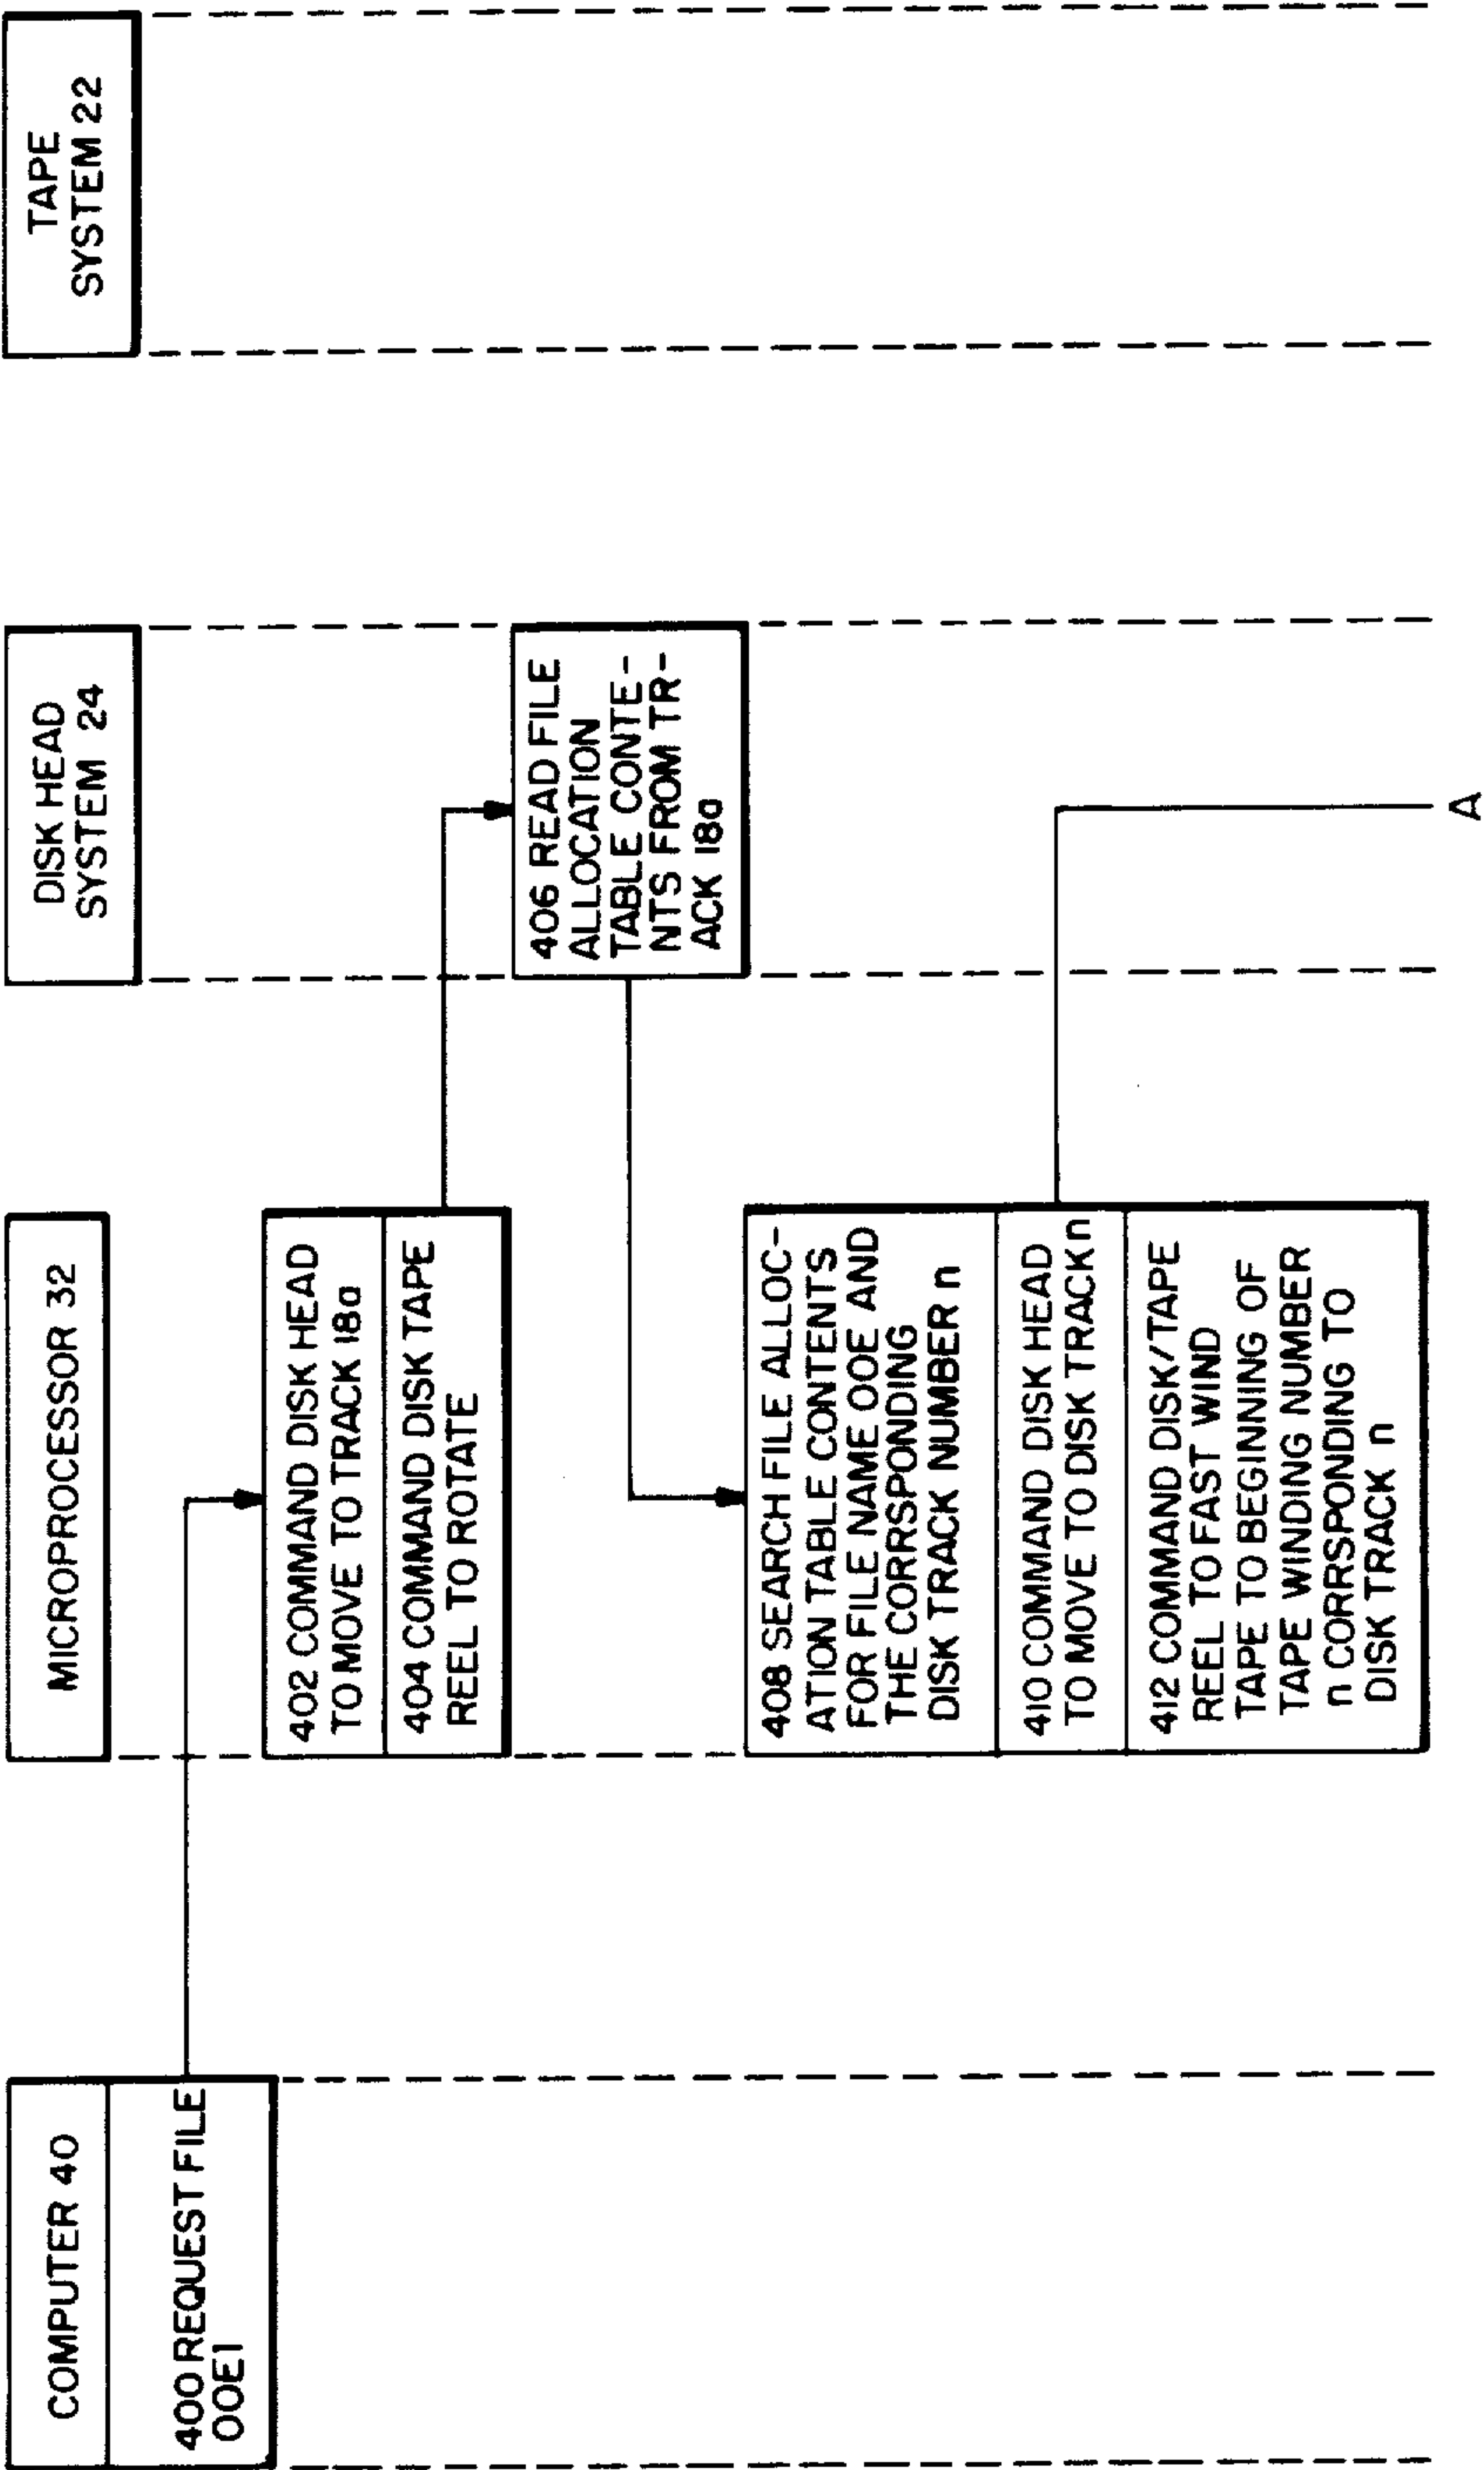 COMPUTER 40
400 REQUEST FILE
OOE1
MICROPROCESSOR 32
402 COMMAND DISK HEAD
TO MOVE TO TRACK 18a
404 COMMAND DISK TAPE
REEL TO ROTATE
408 SEARCH FILE ALLOC-
ATION TABLE CONTENTS
FOR FILE NAME OOE AND
THE CORRSPONDING
DISK TRACK NUMBER n
410 COMMAND DISK HEAD
TO MOVE TO DISK TRACK n
412 COMMAND DISK/TAPE
REEL TO FAST WIND
TAPE TO BEGINNING OF
TAPE WINDING NUMBER
n CORRSPONDING TO
DISK TRACK n
DISK HEAD
SYSTEM 24
406 READ FILE
ALLOCATION
TABLE CONTE-
NTS FROM TR-
ACK 18a
A
TAPE
SYSTEM 22